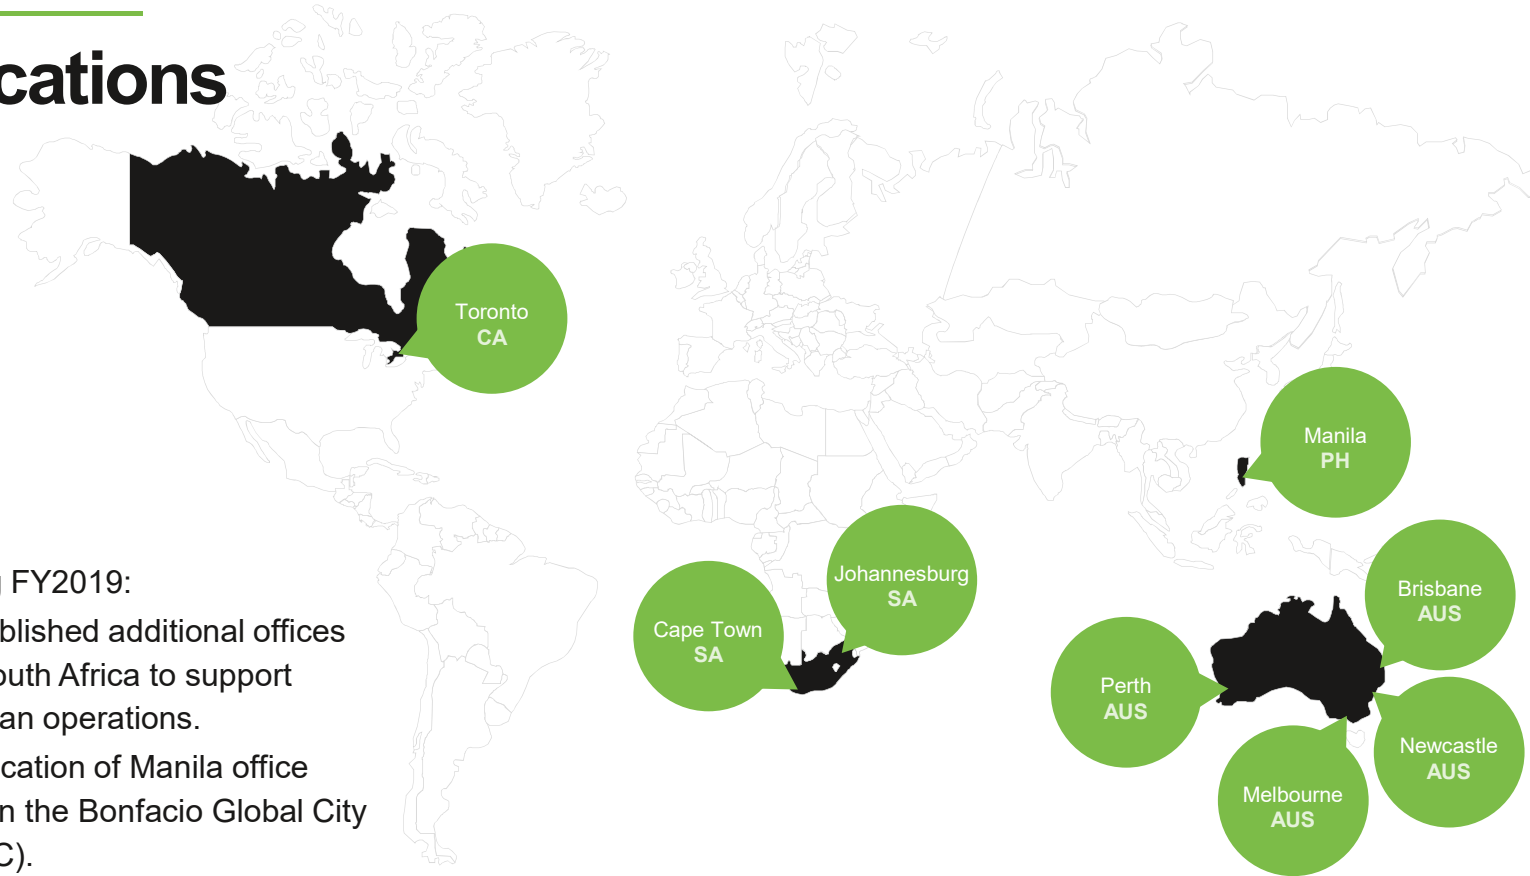 cations
g FY2019:
blished additional offices
outh Africa to support
an operations.
cation of Manila office
n the Bonfacio Global City
C).
Toronto
CA
Manila
PH
Johannesburg
SA
Cape Town
SA
Brisbane
AUS
Perth
AUS
Newcastle
AUS
Melbourne
AUS